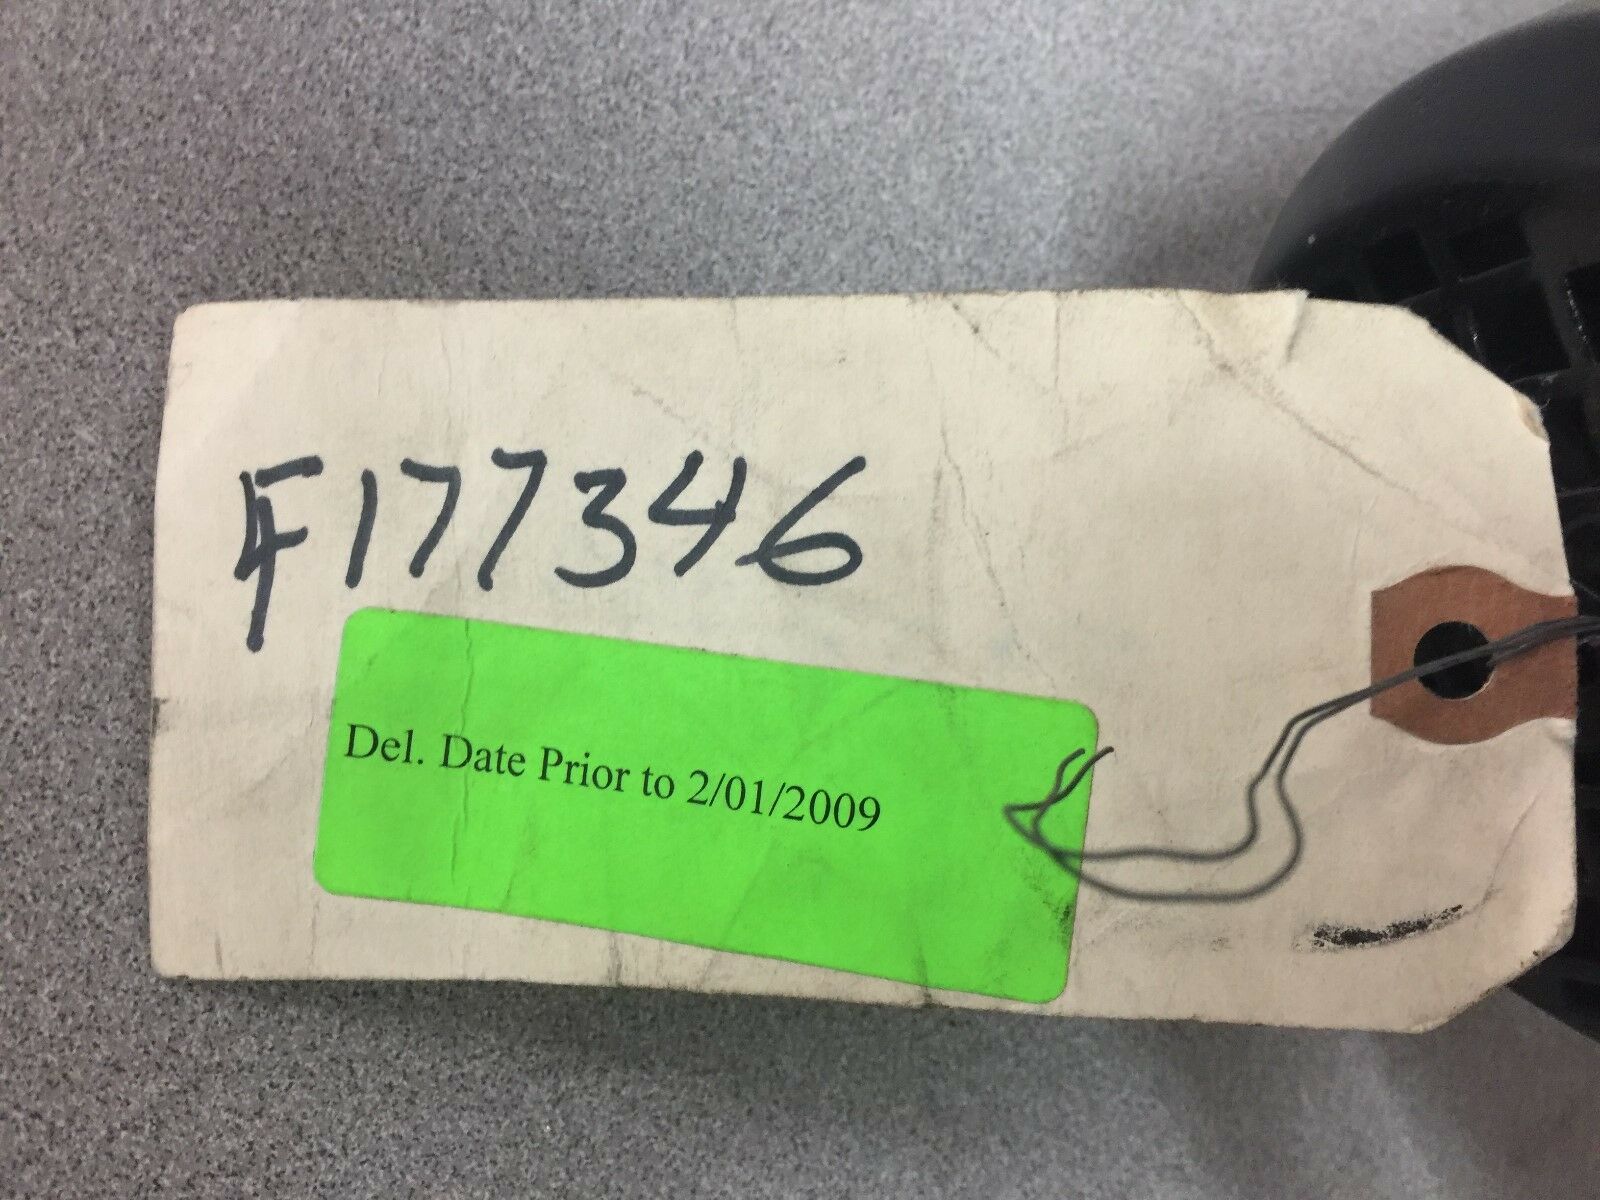 F177346
Del. Date Prior to 2/01/2009